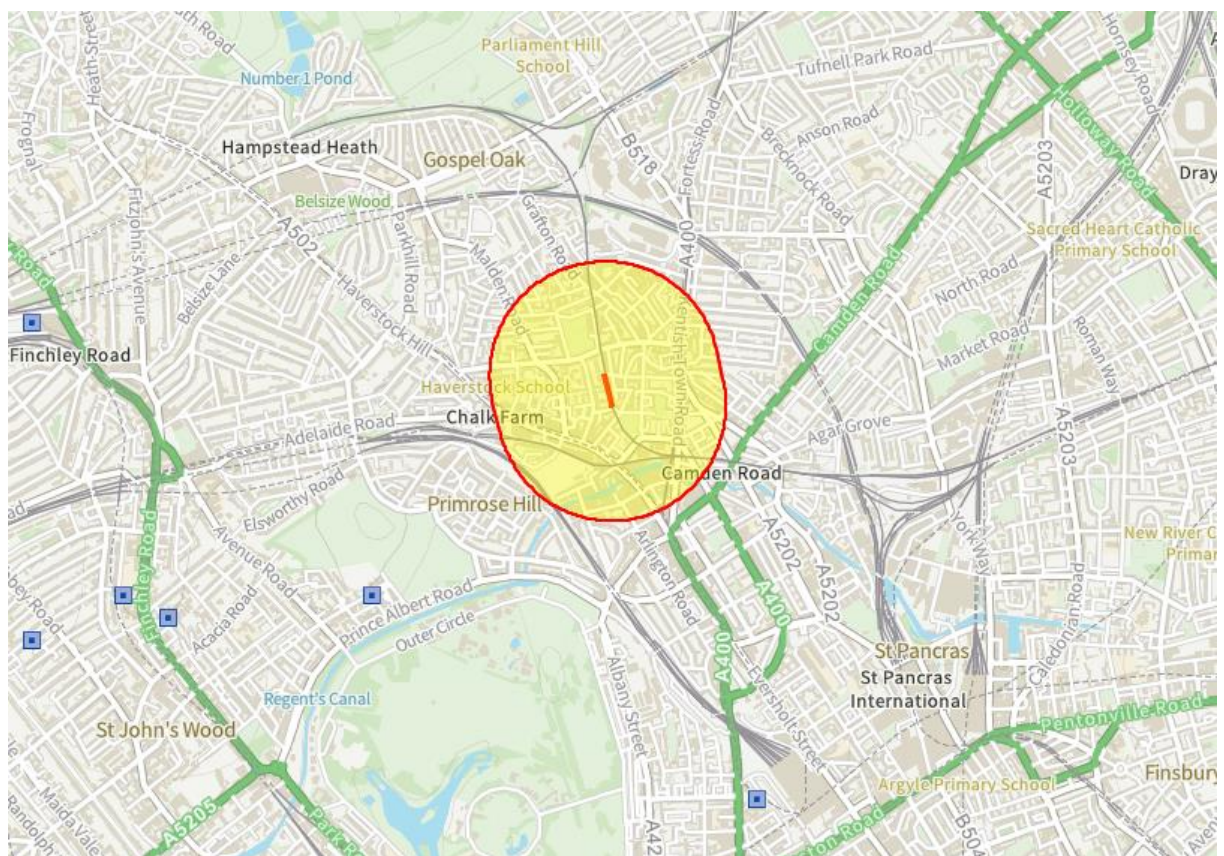 Parliament Hill
School
Tufnell Park Road
Hornsey Road
Heath Street
Number 1 Pond
B518
Fortess Road
Anson Road
Holloway Road
Frognal
Hampstead Heath
Gospel Oak
Brecknock Road
A5203
Dray
Fitzjohn's Avenue
Belsize Wood
Grafton Road
A400
Sacred Heart Catholic
Primary School
A502
Parkhill Road
Malden Road
Road
Belsize Lane
Haverstock Hill
Camden Road
North Road
Kentish Town Road
Market Road
Roman Way
Finchley Road
Haverstock School
Chalk Farm
Adelaide Road
Agar Grove
A5203
Camden Road
Elsworthy Road
Primrose Hill
Finchley Road
Avenue Road
Arlington Road
A5202
York Way
New River C
Prima
Abbey Road
Acacia Road
Prince Albert Road
A400
A5202
Caledonian Road
Outer Circle
St Pancras
St Pancras
International
Regent's Canal
Albany Street
A400
Eversholt Street
St John's Wood
Pentonville Road
Argyle Primary School
Finsbury
Maida Vale
Randolph
A5205
Park Ro
A42
ston Road
B504